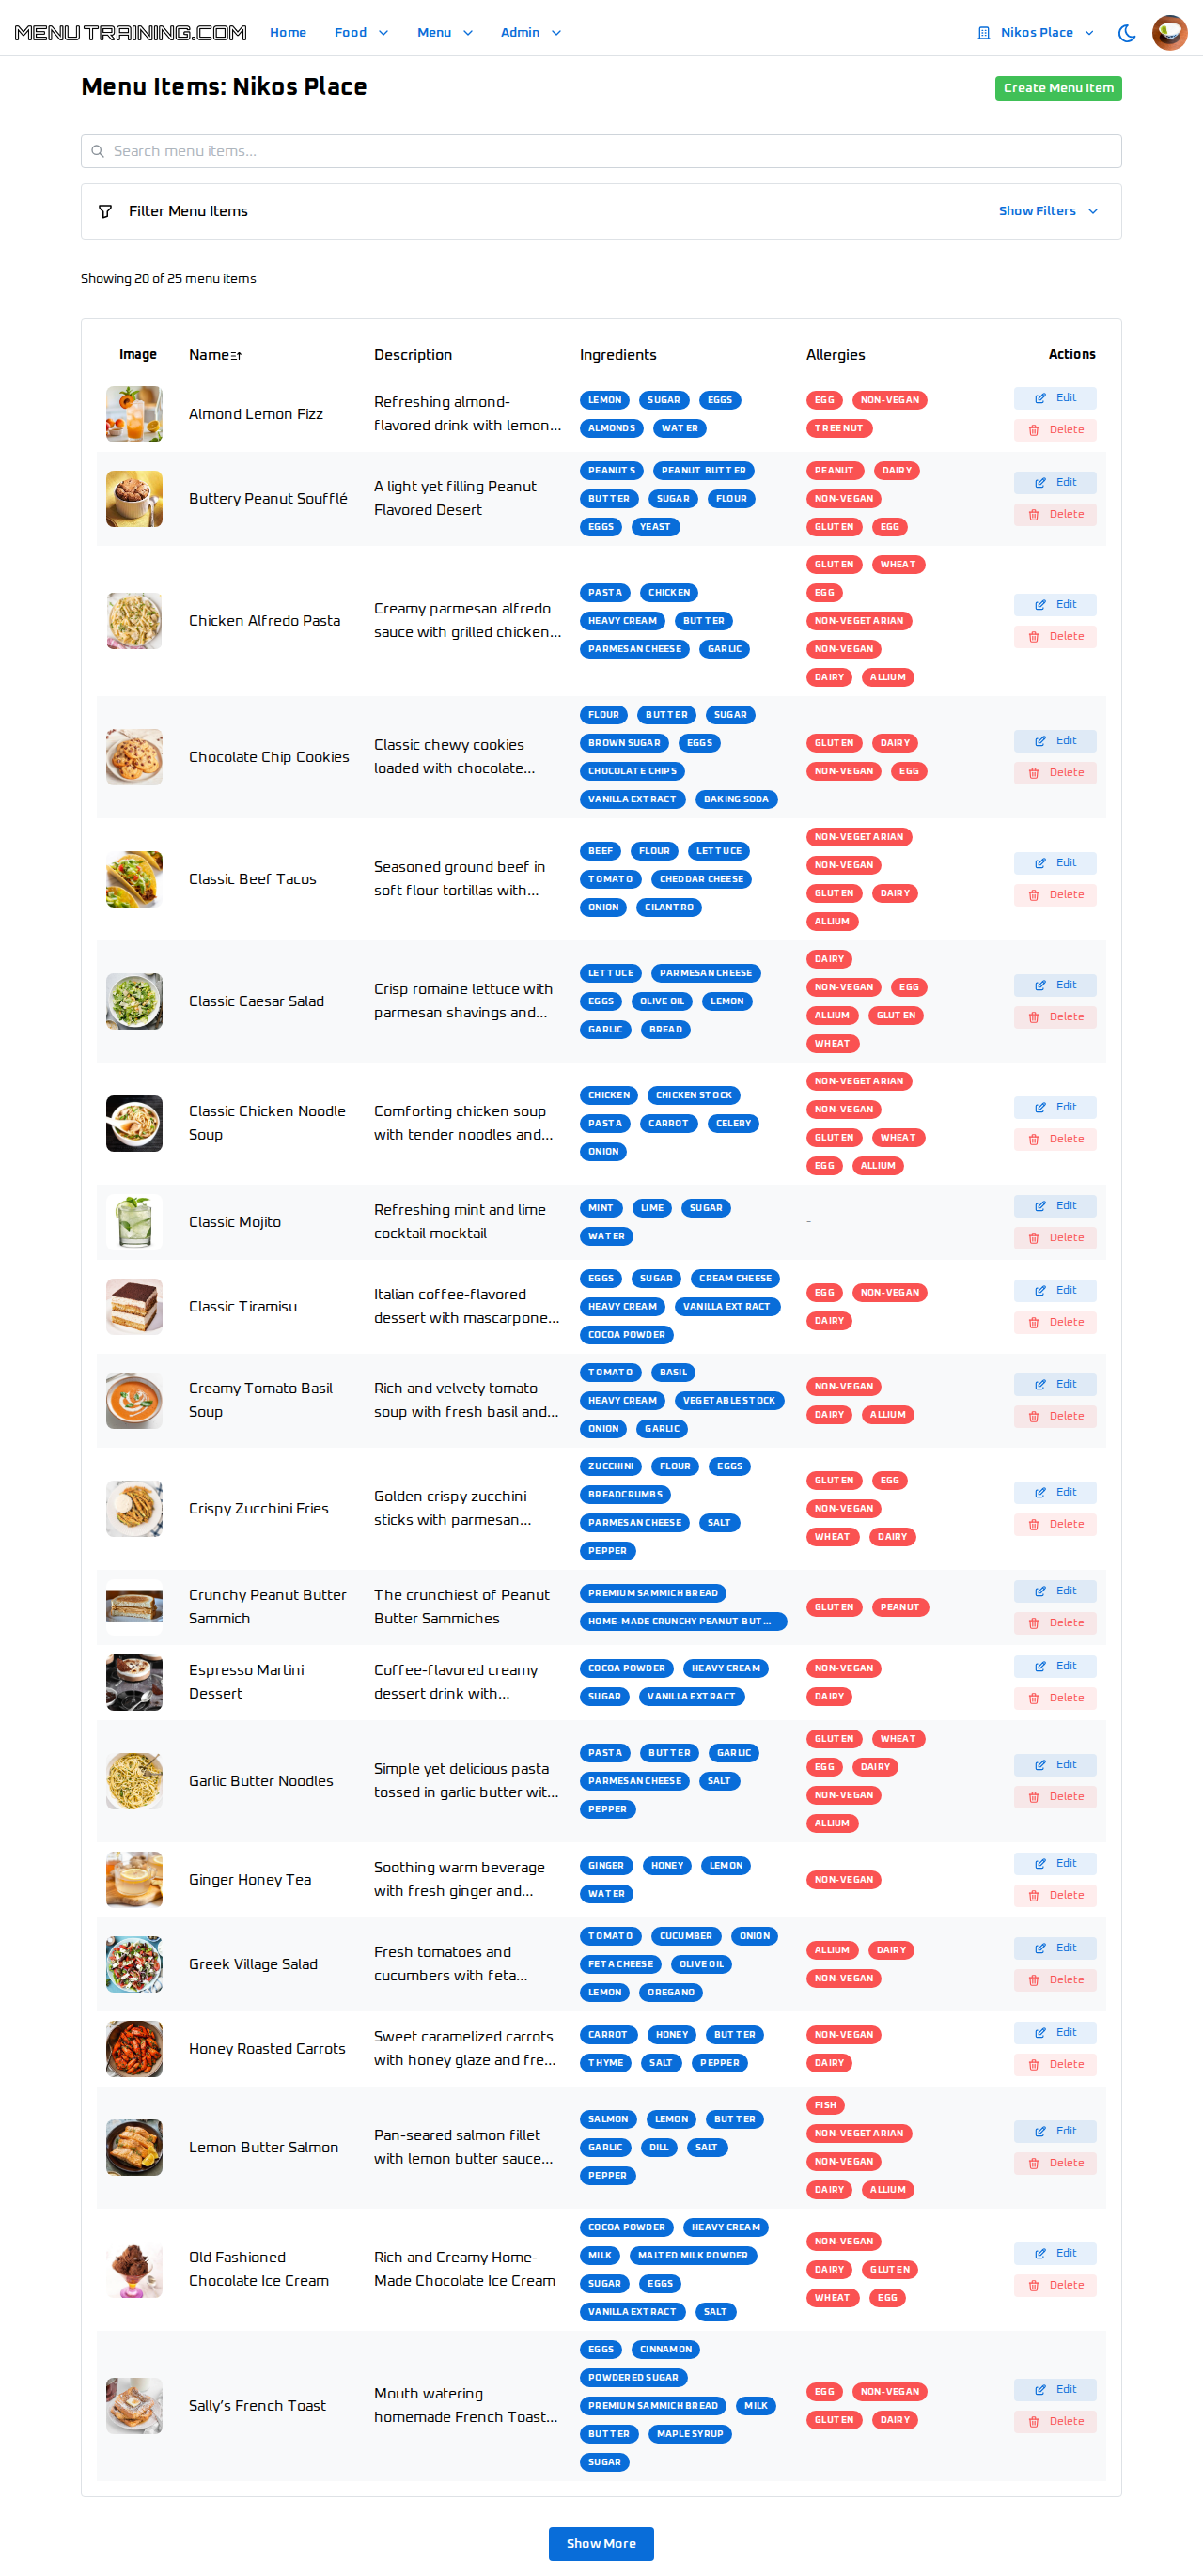 MENUTRAINING.COM Home Food Menu Admin Nikos Place
Menu Items: Nikos Place Create Menu Item
Search menu items...
Filter Menu Items Show Filters
Showing 20 of 25 menu items
Image Name Description Ingredients Allergies Actions
Almond Lemon Fizz
Refreshing almond-
flavored drink with lemon...
LEMON SUGAR EGGS
ALMONDS WATER
EGG NON-VEGAN
TREE NUT
Edit
Delete
Buttery Peanut Soufflé
A light yet filling Peanut
Flavored Desert
PEANUTS PEANUT BUTTER
BUTTER SUGAR FLOUR
EGGS YEAST
PEANUT DAIRY
NON-VEGAN
GLUTEN EGG
Edit
Delete
Chicken Alfredo Pasta
Creamy parmesan alfredo
sauce with grilled chicken...
PASTA CHICKEN
HEAVY CREAM BUTTER
PARMESAN CHEESE GARLIC
GLUTEN WHEAT
EGG
NON-VEGETARIAN
NON-VEGAN
DAIRY ALLIUM
Edit
Delete
Chocolate Chip Cookies
Classic chewy cookies
loaded with chocolate...
FLOUR BUTTER SUGAR
BROWN SUGAR EGGS
CHOCOLATE CHIPS
VANILLA EXTRACT BAKING SODA
GLUTEN DAIRY
NON-VEGAN EGG
Edit
Delete
Classic Beef Tacos
Seasoned ground beef in
soft flour tortillas with...
BEEF FLOUR LETTUCE
TOMATO CHEDDAR CHEESE
ONION CILANTRO
NON-VEGETARIAN
NON-VEGAN
GLUTEN DAIRY
ALLIUM
Edit
Delete
Classic Caesar Salad
Crisp romaine lettuce with
parmesan shavings and...
LETTUCE PARMESAN CHEESE
EGGS OLIVE OIL LEMON
GARLIC BREAD
DAIRY
NON-VEGAN EGG
ALLIUM GLUTEN
WHEAT
Edit
Delete
Classic Chicken Noodle
Soup
Comforting chicken soup
with tender noodles and...
CHICKEN CHICKEN STOCK
PASTA CARROT CELERY
ONION
NON-VEGETARIAN
NON-VEGAN
GLUTEN WHEAT
EGG ALLIUM
Edit
Delete
Classic Mojito
Refreshing mint and lime
cocktail mocktail
MINT LIME SUGAR
WATER
-
Edit
Delete
Classic Tiramisu
Italian coffee-flavored
dessert with mascarpone...
EGGS SUGAR CREAM CHEESE
HEAVY CREAM VANILLA EXTRACT
COCOA POWDER
EGG NON-VEGAN
DAIRY
Edit
Delete
Creamy Tomato Basil
Soup
Rich and velvety tomato
soup with fresh basil and...
TOMATO BASIL
HEAVY CREAM VEGETABLE STOCK
ONION GARLIC
NON-VEGAN
DAIRY ALLIUM
Edit
Delete
Crispy Zucchini Fries
Golden crispy zucchini
sticks with parmesan...
ZUCCHINI FLOUR EGGS
BREADCRUMBS
PARMESAN CHEESE SALT
PEPPER
GLUTEN EGG
NON-VEGAN
WHEAT DAIRY
Edit
Delete
Crunchy Peanut Butter
Sammich
The crunchiest of Peanut
Butter Sammiches
PREMIUM SAMMICH BREAD
HOME-MADE CRUNCHY PEANUT BUT...
GLUTEN PEANUT
Edit
Delete
Espresso Martini
Dessert
Coffee-flavored creamy
dessert drink with...
COCOA POWDER HEAVY CREAM
SUGAR VANILLA EXTRACT
NON-VEGAN
DAIRY
Edit
Delete
Garlic Butter Noodles
Simple yet delicious pasta
tossed in garlic butter wit...
PASTA BUTTER GARLIC
PARMESAN CHEESE SALT
PEPPER
GLUTEN WHEAT
EGG DAIRY
NON-VEGAN
ALLIUM
Edit
Delete
Ginger Honey Tea
Soothing warm beverage
with fresh ginger and...
GINGER HONEY LEMON
WATER
NON-VEGAN
Edit
Delete
Greek Village Salad
Fresh tomatoes and
cucumbers with feta...
TOMATO CUCUMBER ONION
FETA CHEESE OLIVE OIL
LEMON OREGANO
ALLIUM DAIRY
NON-VEGAN
Edit
Delete
Honey Roasted Carrots
Sweet caramelized carrots
with honey glaze and fre...
CARROT HONEY BUTTER
THYME SALT PEPPER
NON-VEGAN
DAIRY
Edit
Delete
Lemon Butter Salmon
Pan-seared salmon fillet
with lemon butter sauce...
SALMON LEMON BUTTER
GARLIC DILL SALT
PEPPER
FISH
NON-VEGETARIAN
NON-VEGAN
DAIRY ALLIUM
Edit
Delete
Old Fashioned
Chocolate Ice Cream
Rich and Creamy Home-
Made Chocolate Ice Cream
COCOA POWDER HEAVY CREAM
MILK MALTED MILK POWDER
SUGAR EGGS
VANILLA EXTRACT SALT
NON-VEGAN
DAIRY GLUTEN
WHEAT EGG
Edit
Delete
Sally's French Toast
Mouth watering
homemade French Toast...
EGGS CINNAMON
POWDERED SUGAR
PREMIUM SAMMICH BREAD MILK
BUTTER MAPLE SYRUP
SUGAR
EGG NON-VEGAN
GLUTEN DAIRY
Edit
Delete
Show More